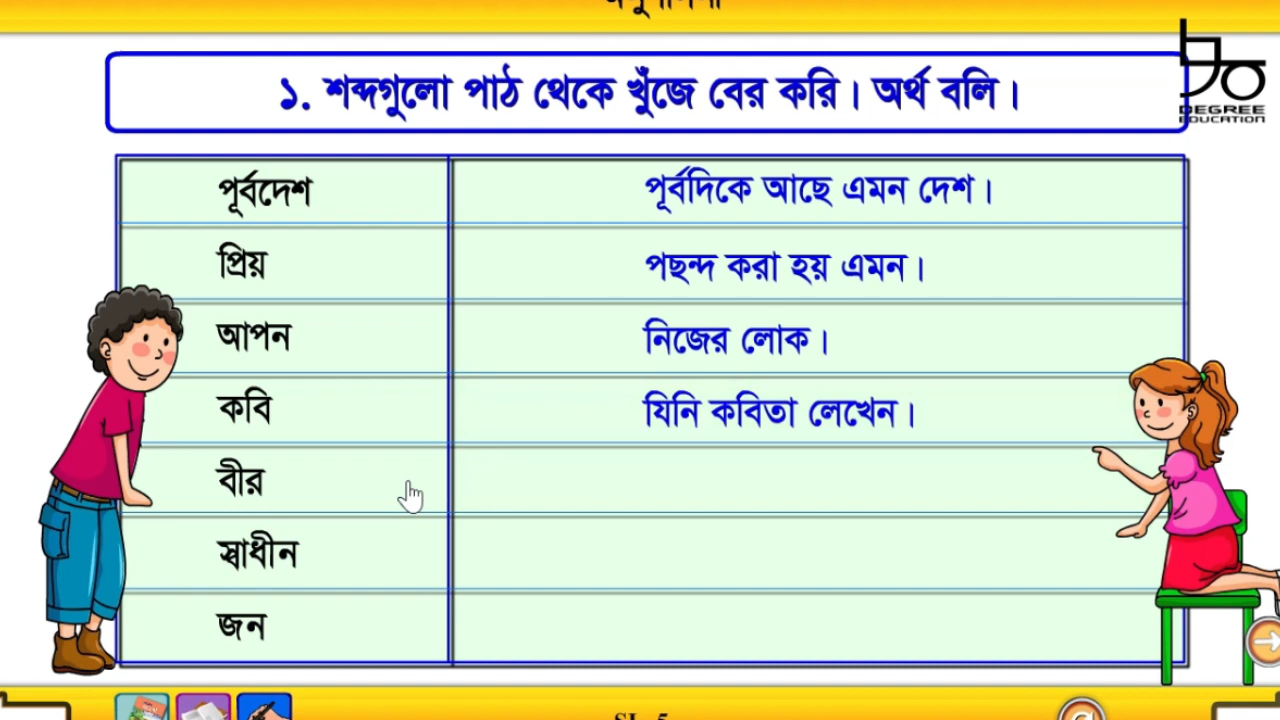 ১. শব্দগুলো পাঠ থেকে খুঁজে বের করি। অর্থ বলি।
DEGREE
EDUCATION
পূর্বদেশ পূর্বদিকে আছে এমন দেশ।
প্রিয় পছন্দ করা হয় এমন।
আপন নিজের লোক।
কবি যিনি কবিতা লেখেন।
বীর
স্বাধীন
জন